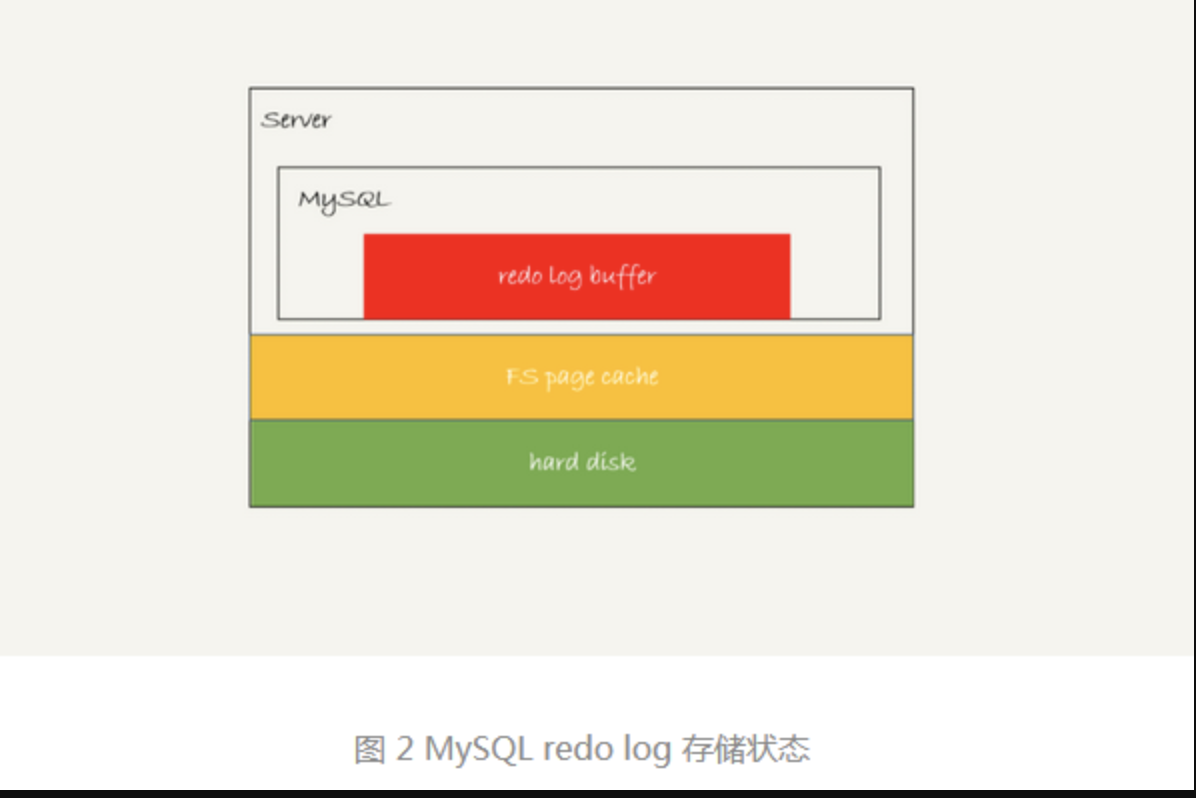 Server
MySQL
redo log buffer
FS page cache
hard disk
图 2 MySQL redo log 存储状态